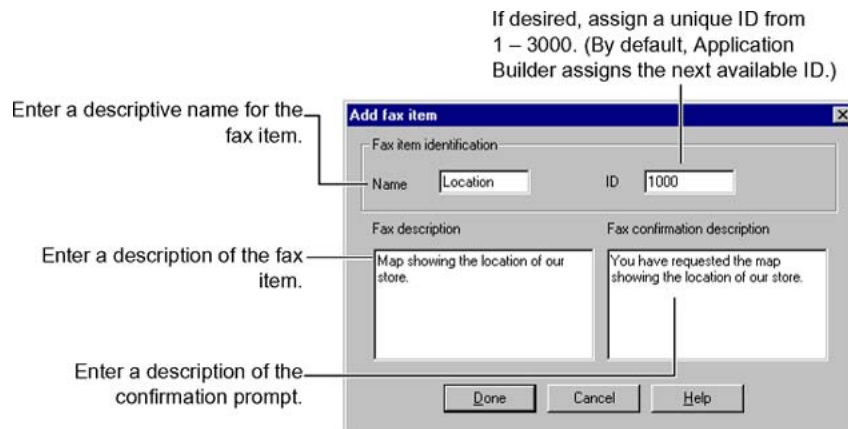 If desired, assign a unique ID from
1 – 3000. (By default, Application
Builder assigns the next available ID.)
Enter a descriptive name for the
fax item.
Add fax item
Fax item identification
Name
Location
ID
1000
Fax description
Fax confirmation description
Enter a description of the fax
item.
Map showing the location of our
store.
You have requested the map
showing the location of our store.
Enter a description of the
confirmation prompt.
Done
Cancel
Help